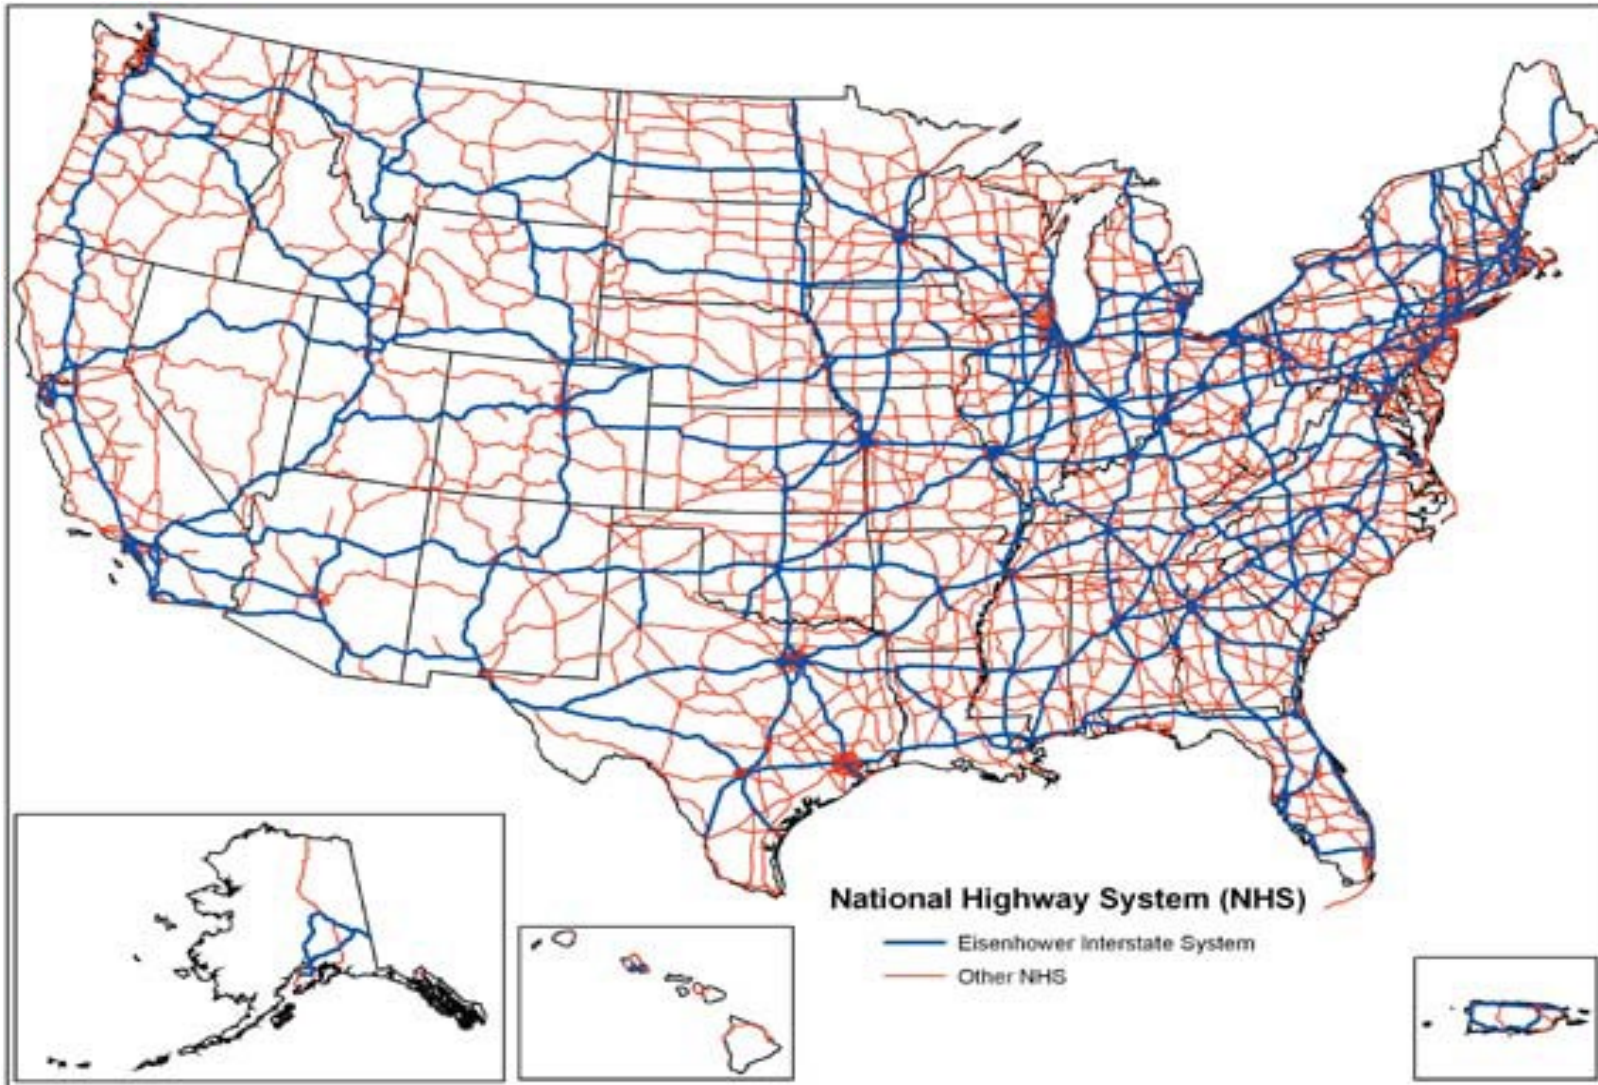 National Highway System (NHS)
Eisenhower Interstate System
Other NHS